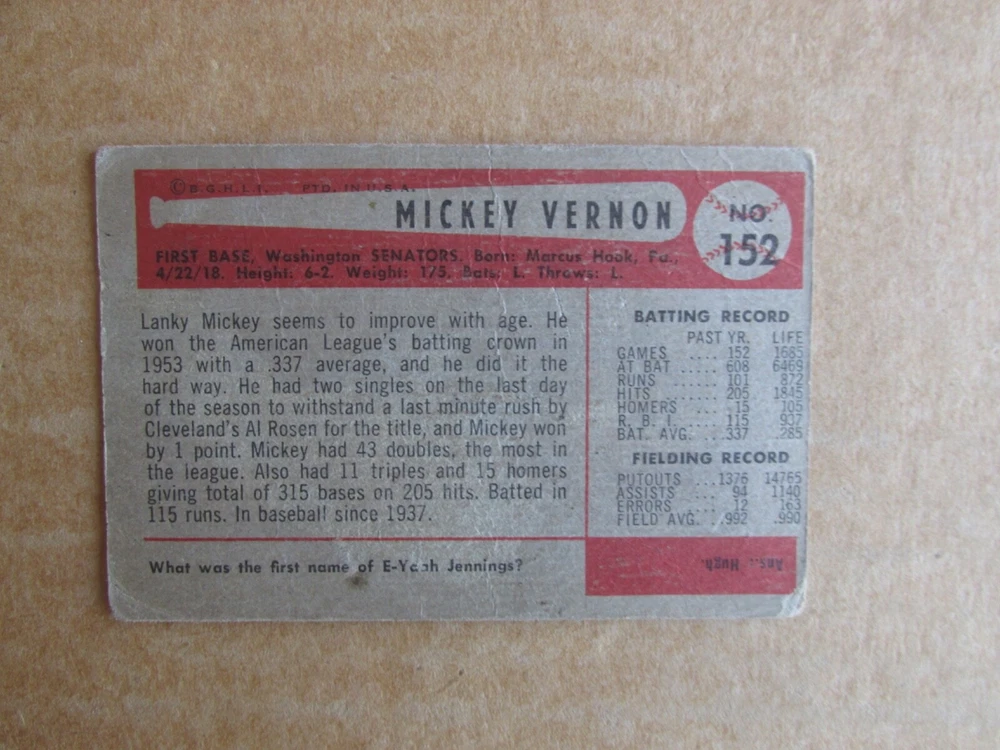 © B.G.H.L.I. PTD. IN U.S.A.
MICKEY VERNON
NO.
152
FIRST BASE, Washington SENATORS. Born: Marcus Hook, Pa.,
4/22/18. Height: 6-2. Weight: 175. Bats: L. Throws: L.
Lanky Mickey seems to improve with age. He
won the American League's batting crown in
1953 with a .337 average, and he did it the
hard way. He had two singles on the last day
of the season to withstand a last minute rush by
Cleveland's Al Rosen for the title, and Mickey won
by 1 point. Mickey had 43 doubles, the most in
the league. Also had 11 triples and 15 homers
giving total of 315 bases on 205 hits. Batted in
115 runs. In baseball since 1937.
What was the first name of E-Yeah Jennings?
BATTING RECORD
PAST YR. LIFE
GAMES .... 152 1685
AT BAT ..... 608 6469
RUNS ...... 101 872
HITS ...... 205 1845
HOMERS ... 15 105
R. B. I. ..... 115 937
BAT. AVG. ...337 .285
FIELDING RECORD
PUTOUTS ...1376 14765
ASSISTS ... 94 1140
ERRORS .... 12 163
FIELD AVG. ..992 .990
Ans.: Hugh.